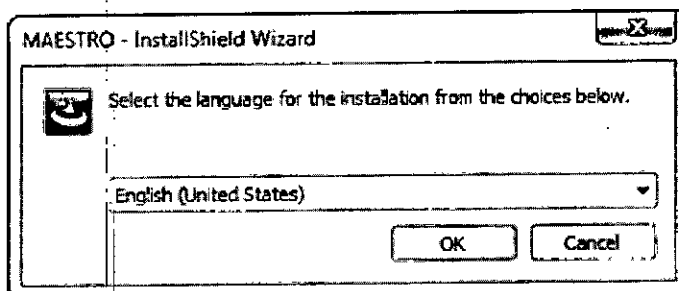 MAESTRO - InstallShield Wizard
Select the language for the installation from the choices below.
English (United States)
OK
Cancel